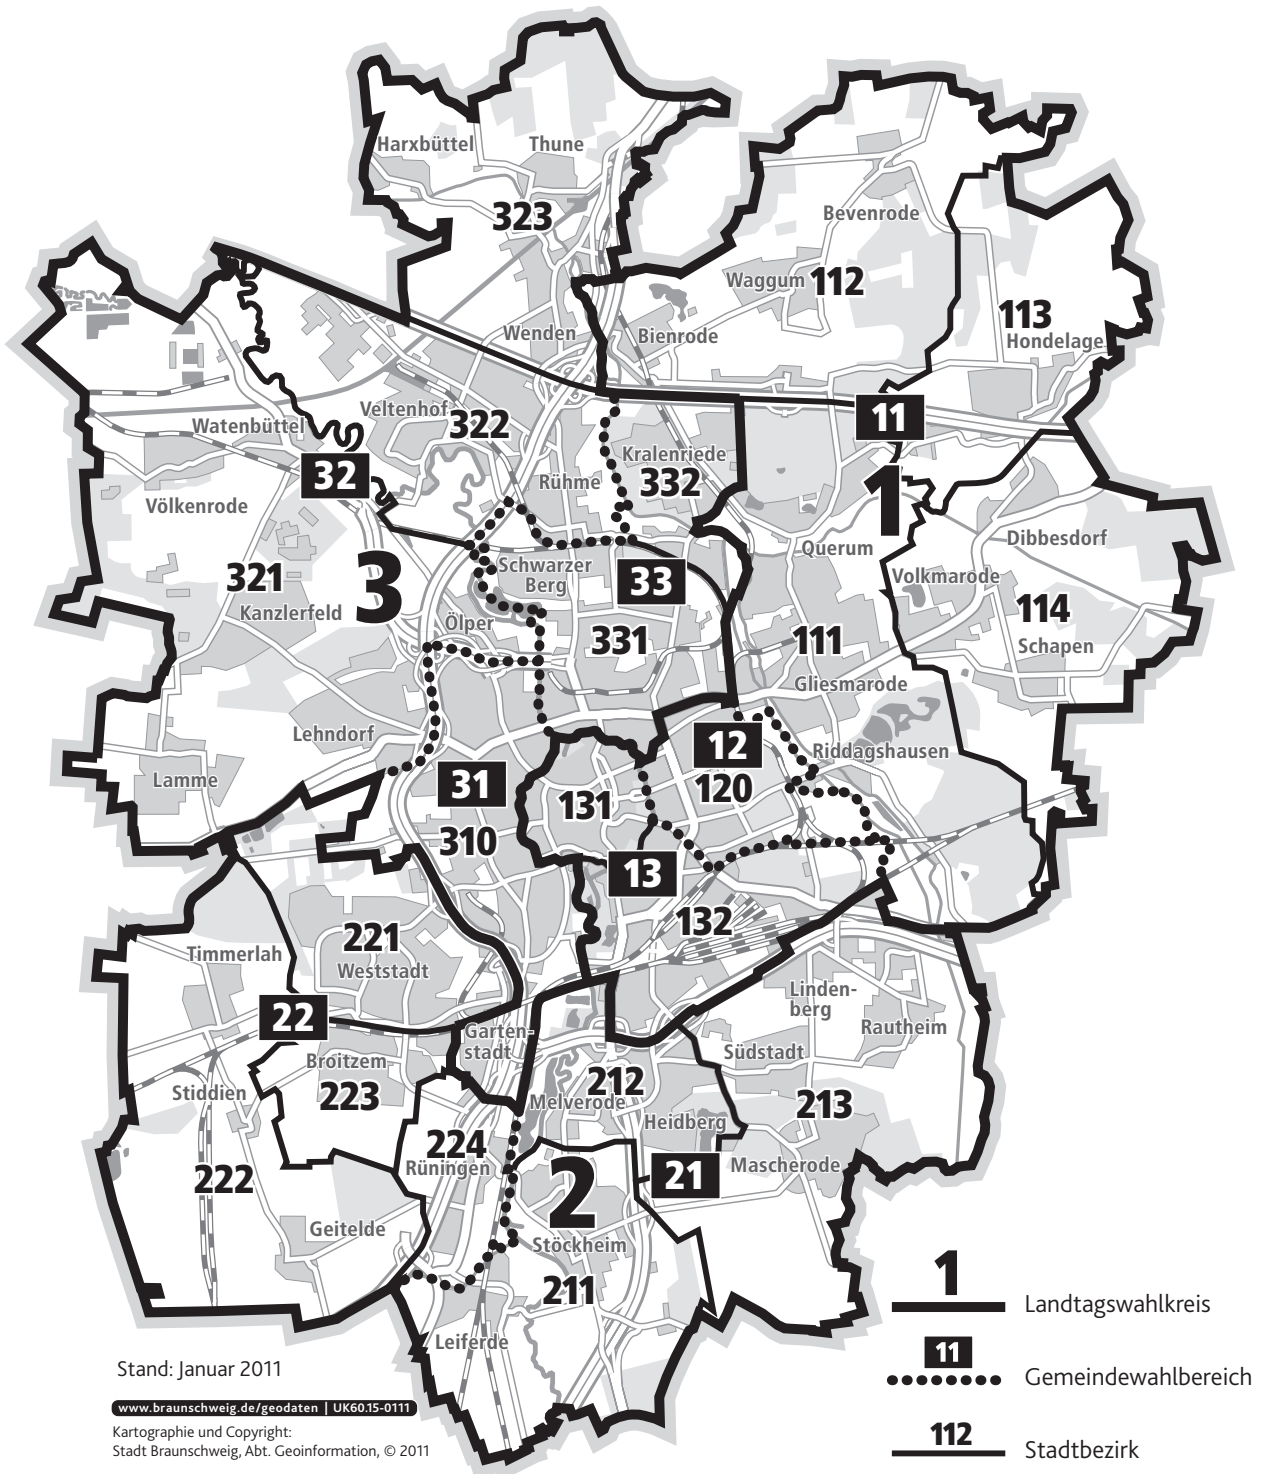 Harxbüttel
Thune
323
Bevenrode
Waggum 112
113
Hondelage
Wenden
Bienrode
11
1
Veltenhof
322
Watenbüttel
32
Kralenriede
332
Rühme
Völkenrode
Querum
Dibbesdorf
Volkmarode
114
Schapen
321
Kanzlerfeld
3
Schwarzer
Berg
33
Ölper
331
111
Gliesmarode
Lehndorf
12
120
Riddagshausen
Lamme
31
310
131
13
132
221
Weststadt
Timmerlah
22
Linden-
berg
Rautheim
Garten-
stadt
Südstadt
Broitzem
223
Stiddien
212
Melverode
213
Heidberg
224
Rüningen
21
Mascherode
222
2
Geitelde
Stöckheim
211
Leiferde
1
Landtagswahlkreis
11
Gemeindewahlbereich
112
Stadtbezirk
Stand: Januar 2011
www.braunschweig.de/geodaten | UK60.15-0111
Kartographie und Copyright:
Stadt Braunschweig, Abt. Geoinformation, © 2011